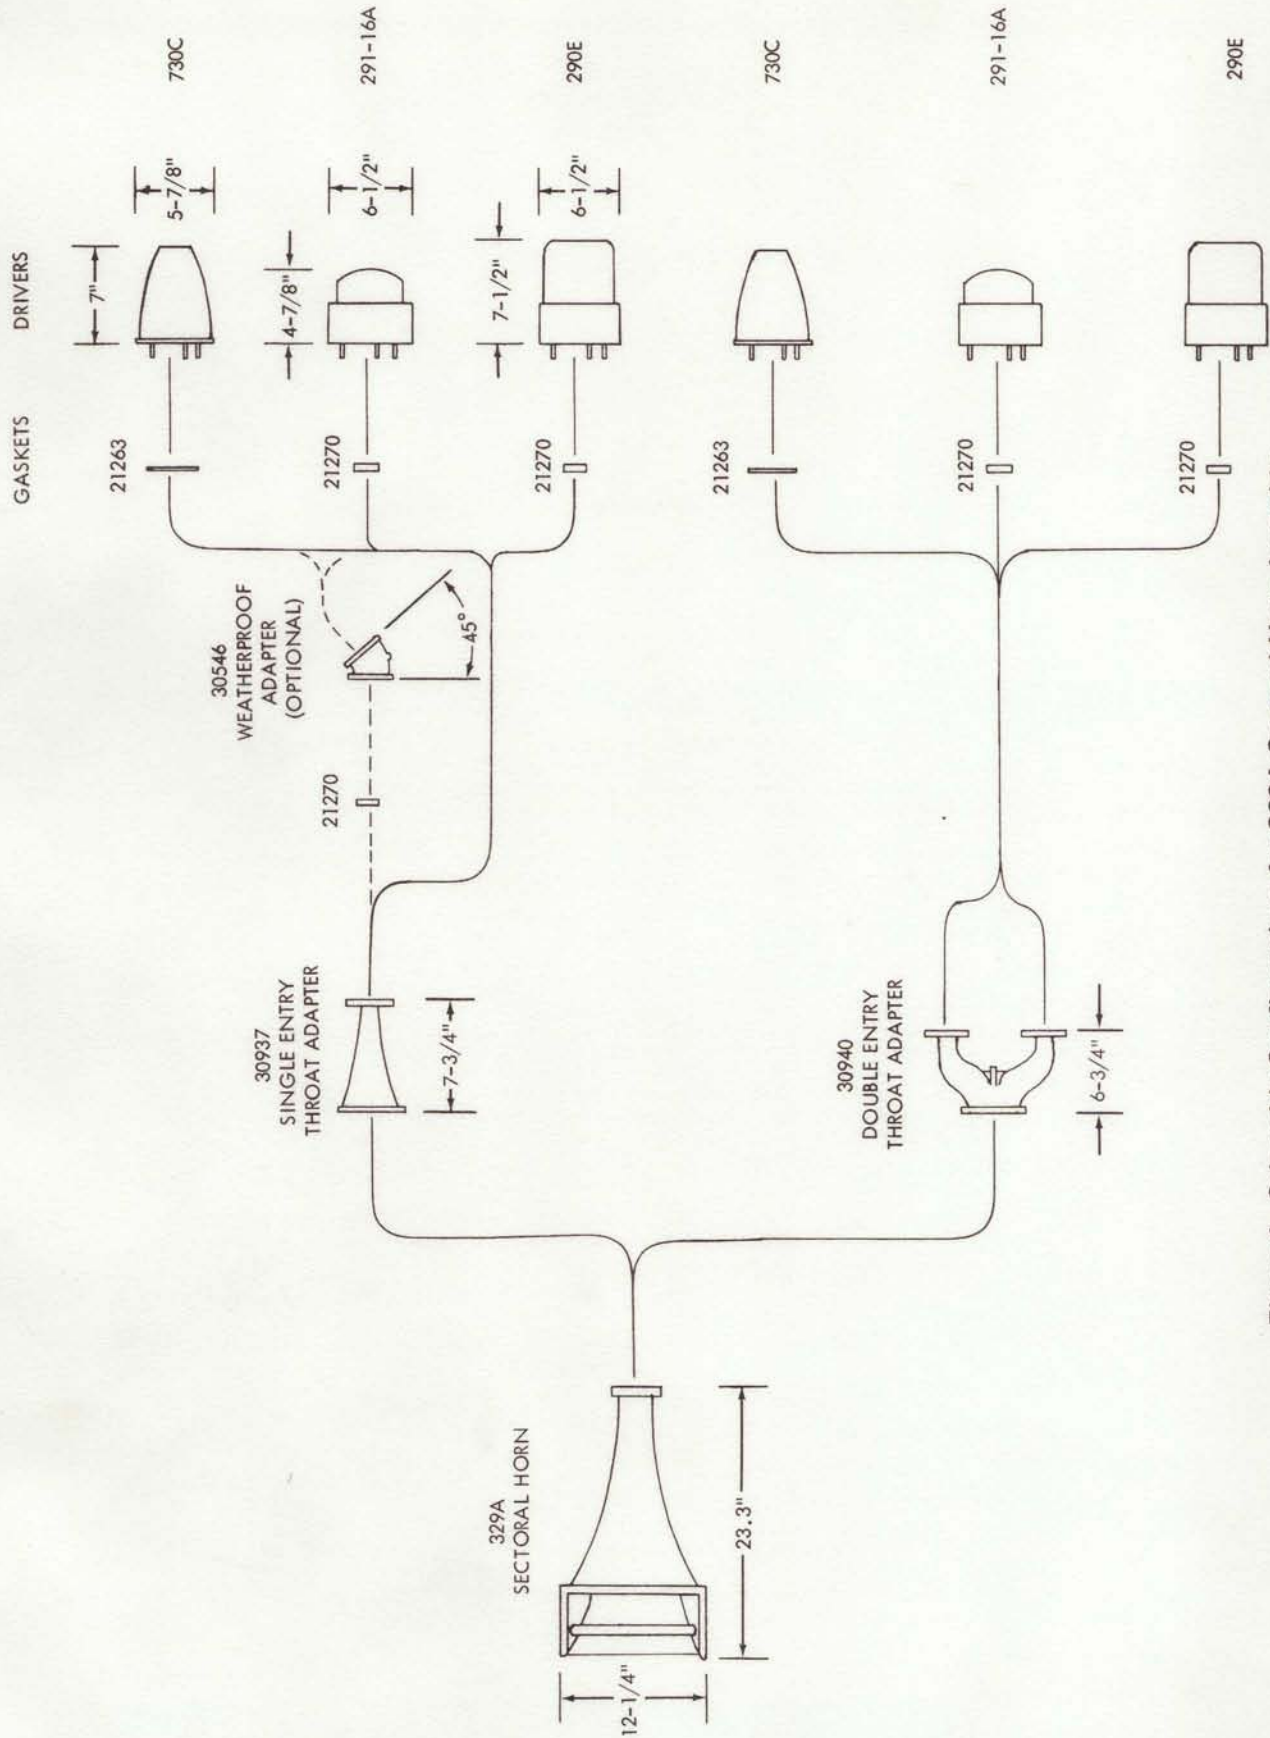 GASKETS
DRIVERS
21263
7"
5-7/8"
730C
30546
WEATHERPROOF
ADAPTER
(OPTIONAL)
45°
21270
21270
4-7/8"
6-1/2"
291-16A
30937
SINGLE ENTRY
THROAT ADAPTER
7-3/4"
21270
7-1/2"
6-1/2"
290E
329A
SECTORAL HORN
12-1/4"
23.3"
21263
730C
30940
DOUBLE ENTRY
THROAT ADAPTER
6-3/4"
21270
291-16A
21270
290E